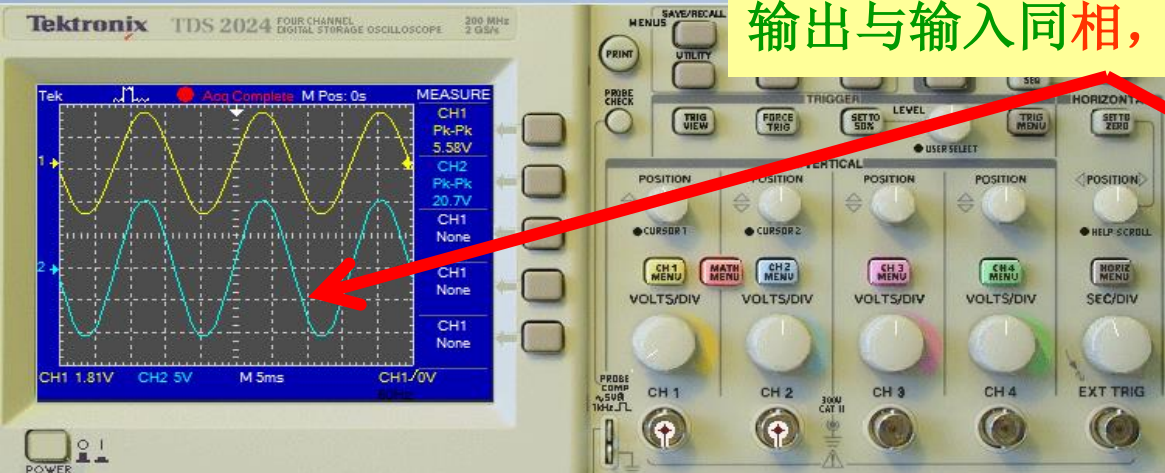 Tektronix TDS 2024 FOUR CHANNEL DIGITAL STORAGE OSCILLOSCOPE 200 MHz 2 GS/s
输出与输入同相，
MENUS SAVE/RECALL
PRINT UTILITY
SEQ
PROBE CHECK
TRIGGER
LEVEL
HORIZONTA
TRIG VIEW FORCE TRIG SET TO 50% TRIG MENU SET TO ZERO
USER SELECT
VERTICAL
POSITION POSITION POSITION POSITION POSITION
CURSOR 1 CURSOR 2 HELP SCROLL
CH 1 MENU MATH MENU CH 2 MENU CH 3 MENU CH 4 MENU HORIZ MENU
VOLTS/DIV VOLTS/DIV VOLTS/DIV VOLTS/DIV SEC/DIV
PROBE COMP
~5V
1kHz
CH 1 CH 2 CH 3 CH 4 EXT TRIG
300V CAT II
Tek Acq Complete M Pos: 0s MEASURE
CH1
Pk-Pk
5.58V
CH2
Pk-Pk
20.7V
CH1
None
CH1
None
CH1
None
1
2
CH1 1.81V CH2 5V M 5ms CH1/0V
POWER